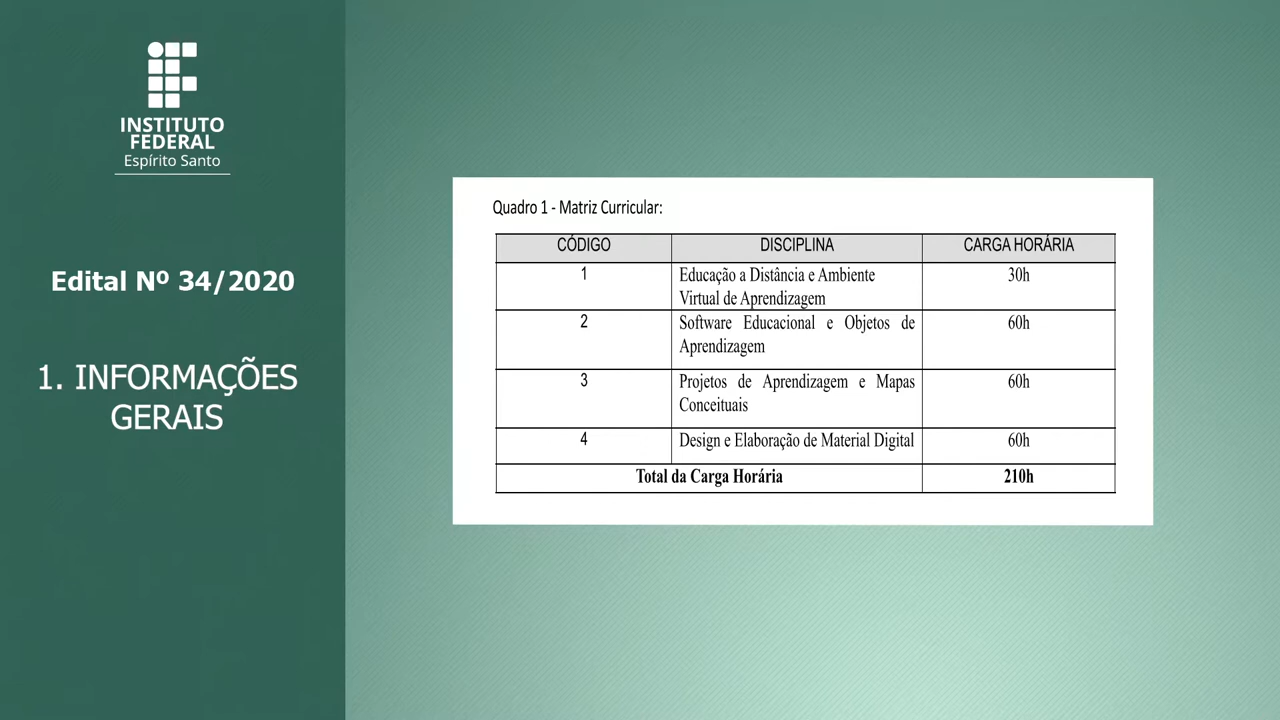 INSTITUTO
FEDERAL
Espírito Santo
Edital Nº 34/2020
1. INFORMAÇÕES
GERAIS
Quadro 1 - Matriz Curricular:
CÓDIGO DISCIPLINA CARGA HORÁRIA
1 Educação a Distância e Ambiente 30h
Virtual de Aprendizagem
2 Software Educacional e Objetos de 60h
Aprendizagem
3 Projetos de Aprendizagem e Mapas 60h
Conceituais
4 Design e Elaboração de Material Digital 60h
Total da Carga Horária 210h